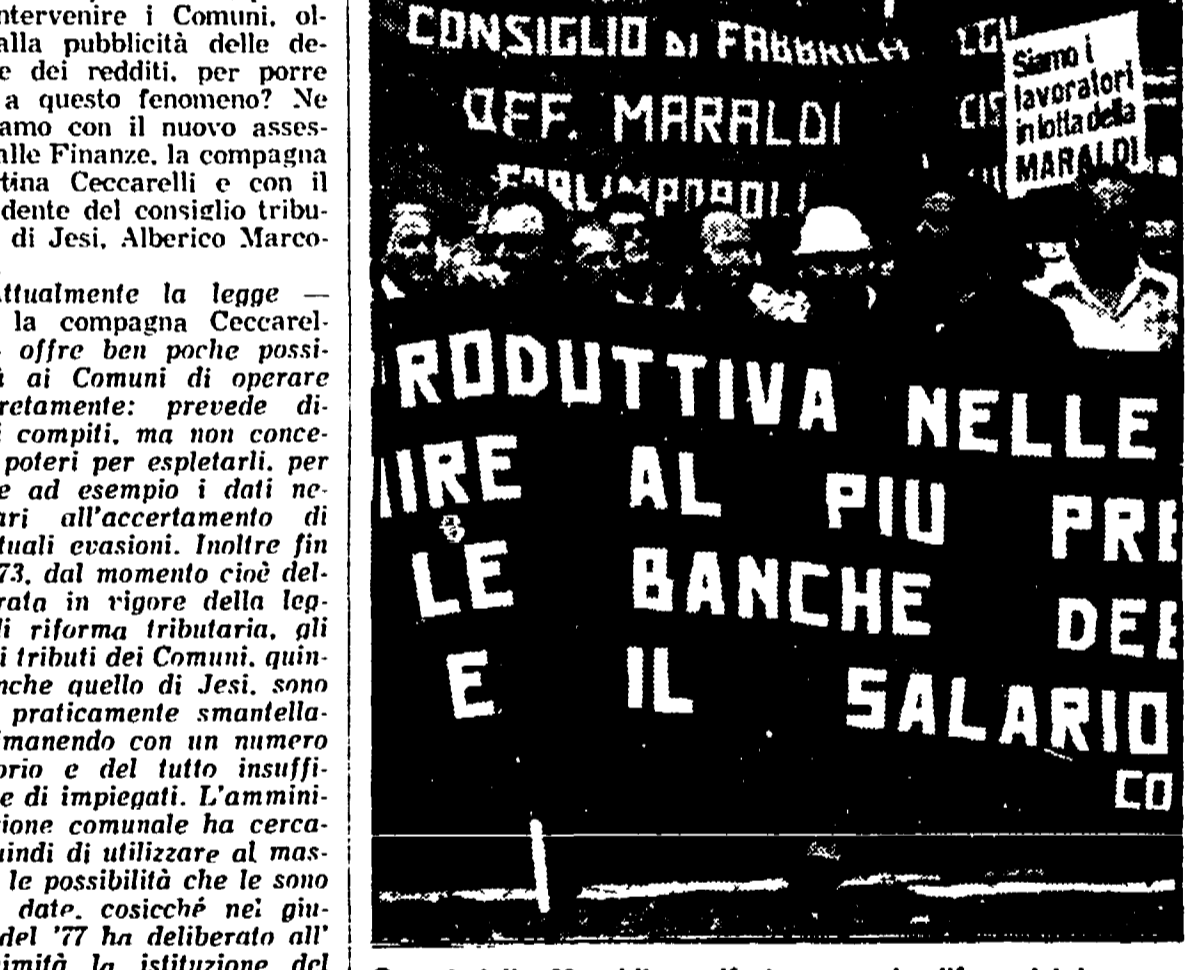 ntervenire i Comuni, ol-
alla pubblicità delle de-
e dei redditi, per porre
a questo fenomeno? Ne
amo con il nuovo asses-
alle Finanze, la compagna
tina Ceccarelli e con il
dente del consiglio tribu-
di Jesi, Alberico Marco-
ttualmente la legge —
la compagna Ceccarel-
offre ben poche possi-
à ai Comuni di operare
retamente: prevede di-
i compiti, ma non conce-
poteri per espletarli, per
e ad esempio i dati ne-
ari all'accertamento di
tuali evasioni. Inoltre fin
73, dal momento cioè del-
rata in vigore della leg-
di riforma tributaria, gli
i tributi dei Comuni, quin-
nche quello di Jesi, sono
praticamente smantella-
manendo con un numero
orio e del tutto insuffi-
e di impiegati. L'ammini-
zione comunale ha cerca-
uindi di utilizzare al mas-
le possibilità che le sono
date, cosicché nel giu-
del '77 ha deliberato all'
imità la istituzione del
CONSIGLIO DI FABBRICA
OFF. MARALDI
FORLIMPOPOLI
CGIL
CIS
Siamo i
lavoratori
in lotta della
MARALDI
RODUTTIVA NELLE
IRE AL PIU PRE
LE BANCHE DEB
E IL SALARIO
CO